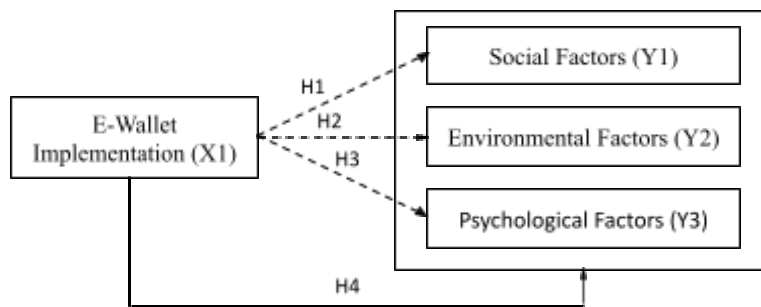 Social Factors (Y1)
H1
E-Wallet
Implementation (X1)
H2
Environmental Factors (Y2)
H3
Psychological Factors (Y3)
H4